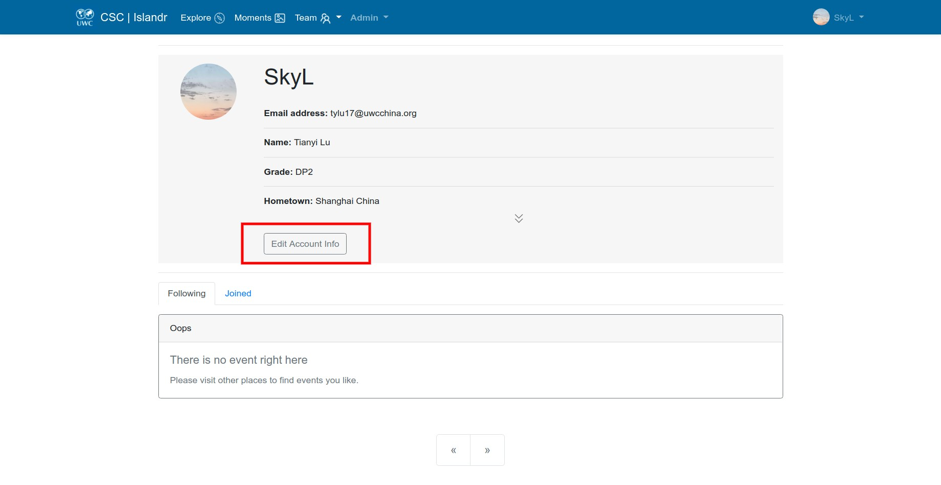 UWC CSC | Islandr Explore Moments Team Admin SkyL
SkyL
Email address: tylu17@uwcchina.org
Name: Tianyi Lu
Grade: DP2
Hometown: Shanghai China
Edit Account Info
Following Joined
Oops
There is no event right here
Please visit other places to find events you like.
« »